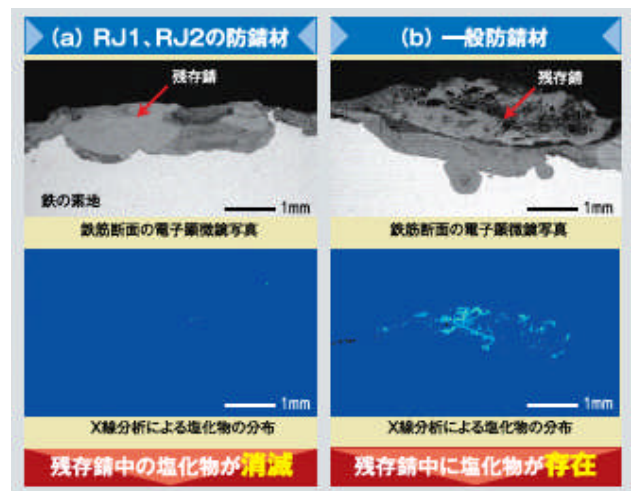 (a) RJ1、RJ2の防錆材
残存錆
鉄の素地
1mm
鉄筋断面の電子顕微鏡写真
1mm
X線分析による塩化物の分布
残存錆中の塩化物が消滅
(b) 一般防錆材
残存錆
1mm
鉄筋断面の電子顕微鏡写真
1mm
X線分析による塩化物の分布
残存錆中に塩化物が存在